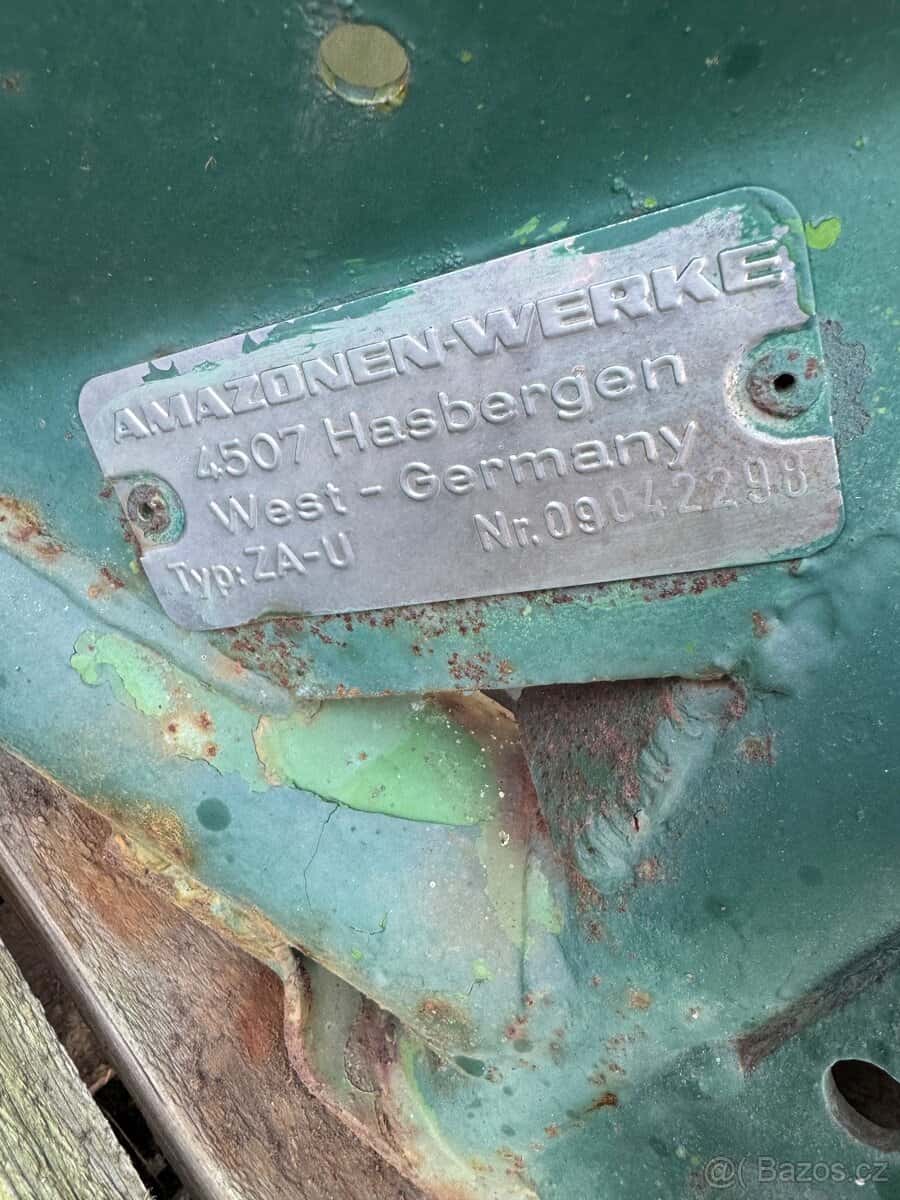 AMAZONEN-WERKE
4507 Hasbergen
West-Germany
Typ: ZA-U Nr. 09042298
@( Bazos.cz